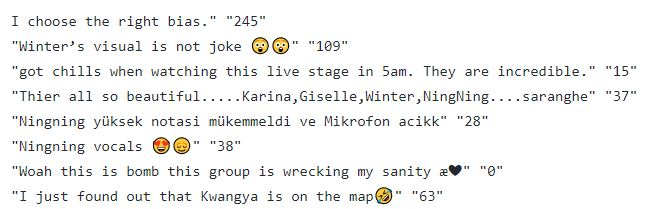 I choose the right bias." "245"
"Winter's visual is not joke 😮😮" "109"
"got chills when watching this live stage in 5am. They are incredible." "15"
"Thier all so beautiful.....Karina,Giselle,Winter,NingNing....saranghe" "37"
"Ningning yüksek notasi mükemmeldi ve Mikrofon acikk" "28"
"Ningning vocals 😍😔" "38"
"Woah this is bomb this group is wrecking my sanity æ🖤" "0"
"I just found out that Kwangya is on the map🤣" "63"